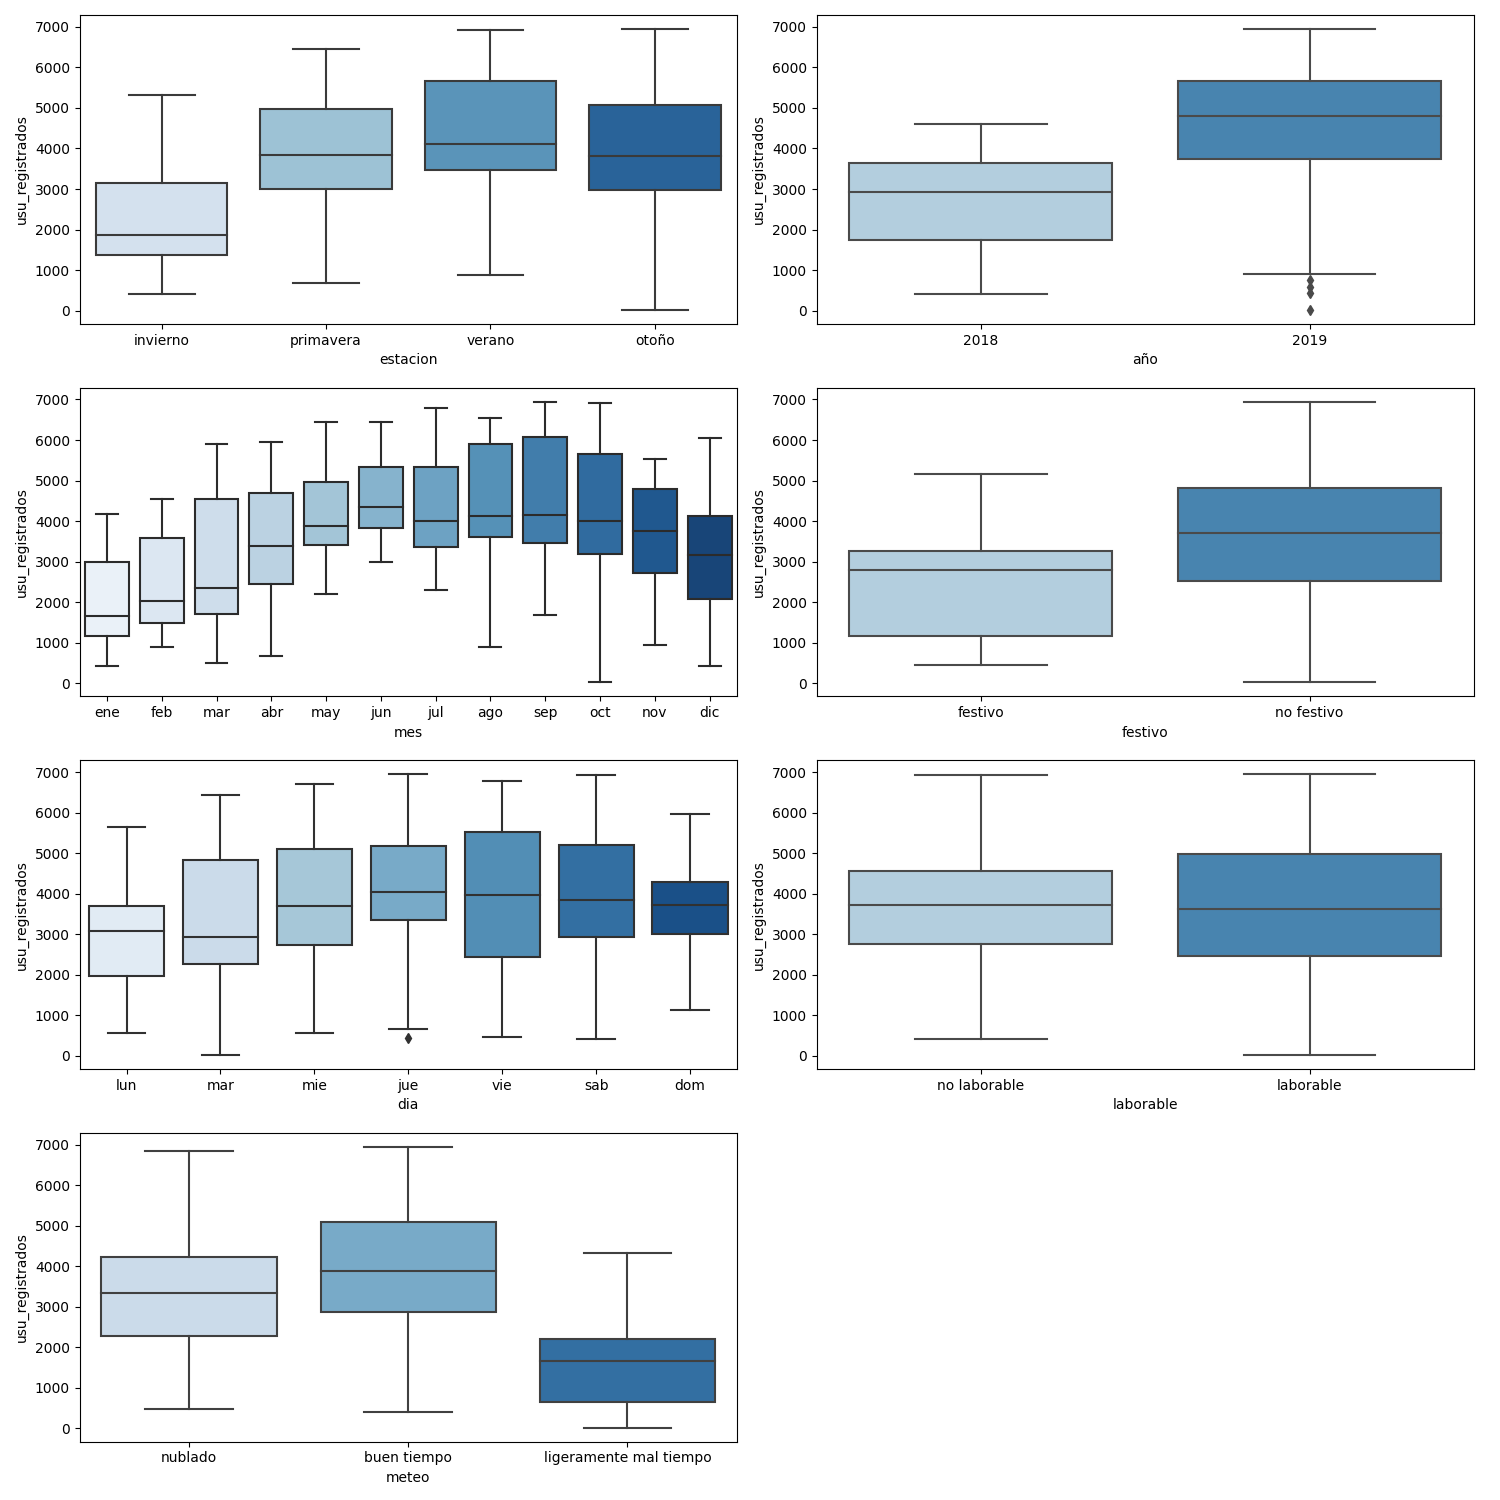 7000
6000
5000
4000
3000
2000
1000
0
usu_registrados
invierno primavera verano otoño
estacion
7000
6000
5000
4000
3000
2000
1000
0
usu_registrados
2018 2019
año
7000
6000
5000
4000
3000
2000
1000
0
usu_registrados
ene feb mar abr may jun jul ago sep oct nov dic
mes
7000
6000
5000
4000
3000
2000
1000
0
usu_registrados
festivo no festivo
festivo
7000
6000
5000
4000
3000
2000
1000
0
usu_registrados
lun mar mie jue vie sab dom
dia
7000
6000
5000
4000
3000
2000
1000
0
usu_registrados
no laborable laborable
laborable
7000
6000
5000
4000
3000
2000
1000
0
usu_registrados
nublado buen tiempo ligeramente mal tiempo
meteo